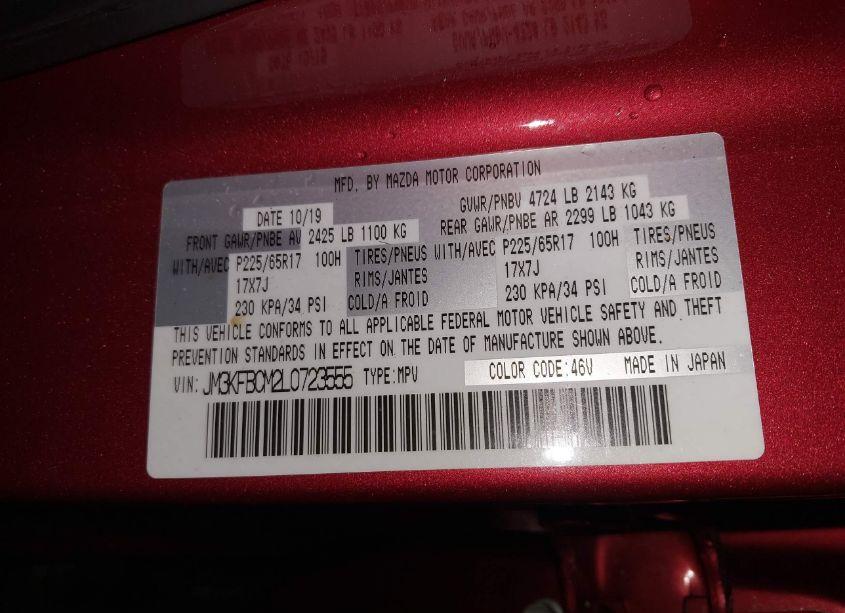 MFD. BY MAZDA MOTOR CORPORATION
DATE 10/19 GVWR/PNBV 4724 LB 2143 KG
FRONT GAWR/PNBE AV 2425 LB 1100 KG REAR GAWR/PNBE AR 2299 LB 1043 KG
WITH/AVEC P225/65R17 100H TIRES/PNEUS WITH/AVEC P225/65R17 100H TIRES/PNEUS
17X7J RIMS/JANTES 17X7J RIMS/JANTES
230 KPA/34 PSI COLD/A FROID 230 KPA/34 PSI COLD/A FROID
THIS VEHICLE CONFORMS TO ALL APPLICABLE FEDERAL MOTOR VEHICLE SAFETY AND THEFT
PREVENTION STANDARDS IN EFFECT ON THE DATE OF MANUFACTURE SHOWN ABOVE.
VIN: JM3KFBCM2L0723555 TYPE:MPV COLOR CODE:46V MADE IN JAPAN